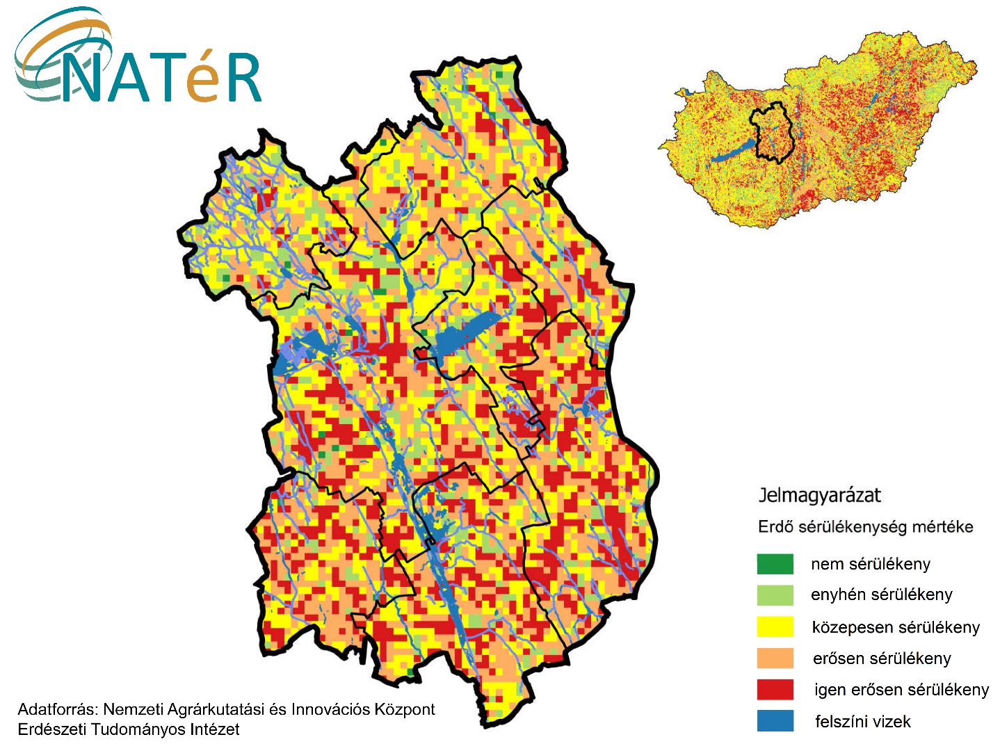 NATéR
Jelmagyarázat
Erdő sérülékenység mértéke
nem sérülékeny
enyhén sérülékeny
közepesen sérülékeny
erősen sérülékeny
igen erősen sérülékeny
felszíni vizek
Adatforrás: Nemzeti Agrárkutatási és Innovációs Központ
Erdészeti Tudományos Intézet